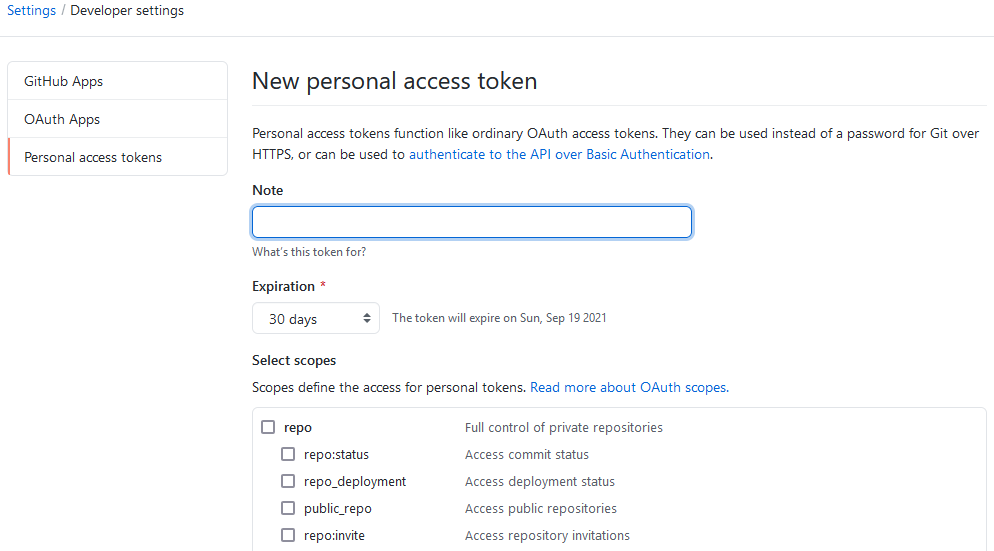 Settings / Developer settings
GitHub Apps
OAuth Apps
Personal access tokens
New personal access token
Personal access tokens function like ordinary OAuth access tokens. They can be used instead of a password for Git over
HTTPS, or can be used to authenticate to the API over Basic Authentication.
Note
What's this token for?
Expiration *
30 days The token will expire on Sun, Sep 19 2021
Select scopes
Scopes define the access for personal tokens. Read more about OAuth scopes.
repo Full control of private repositories
repo:status Access commit status
repo_deployment Access deployment status
public_repo Access public repositories
repo:invite Access repository invitations